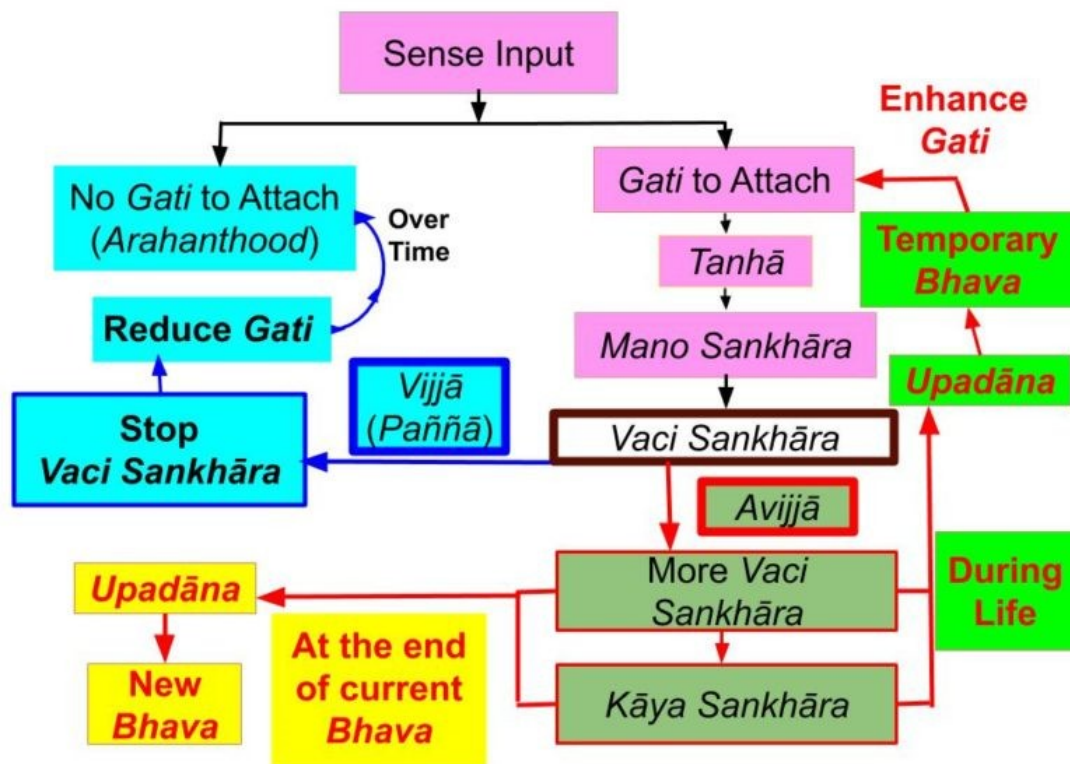 Sense Input
Enhance
Gati
No Gati to Attach
(Arahanthood)
Over
Time
Gati to Attach
Temporary
Bhava
Tanhā
Reduce Gati
Mano Sankhāra
Upadāna
Vijjā
(Paññā)
Stop
Vaci Sankhāra
Vaci Sankhāra
Avijjā
More Vaci
Sankhāra
During
Life
Upadāna
At the end
of current
Bhava
New
Bhava
Kāya Sankhāra